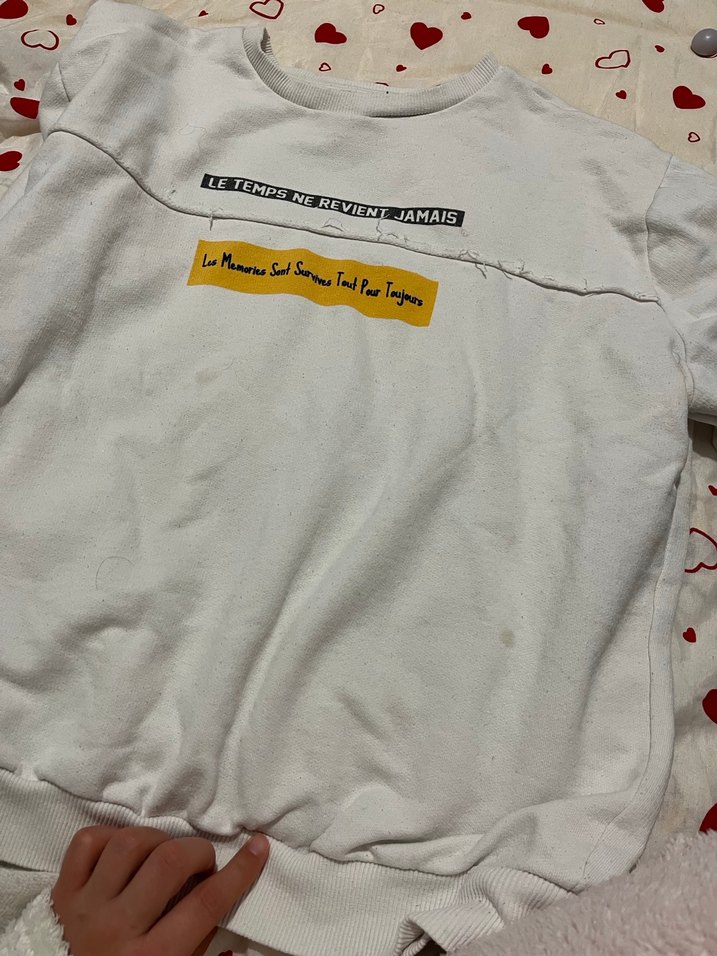 LE TEMPS NE REVIENT JAMAIS
Les Memories Sont Survives Tout Pour Toujours